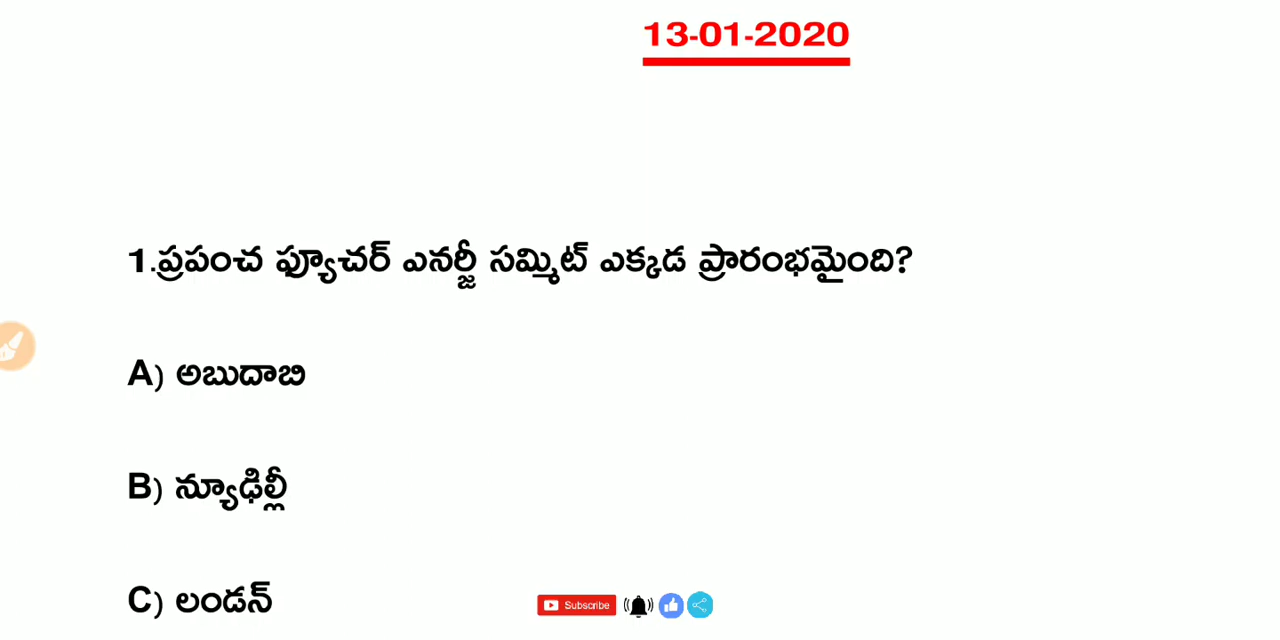 13-01-2020
1.ప్రపంచ ఫ్యూచర్ ఎనర్జీ సమ్మిట్ ఎక్కడ ప్రారంభమైంది?
A) అబుదాబి
B) న్యూఢిల్లీ
C) లండన్
Subscribe